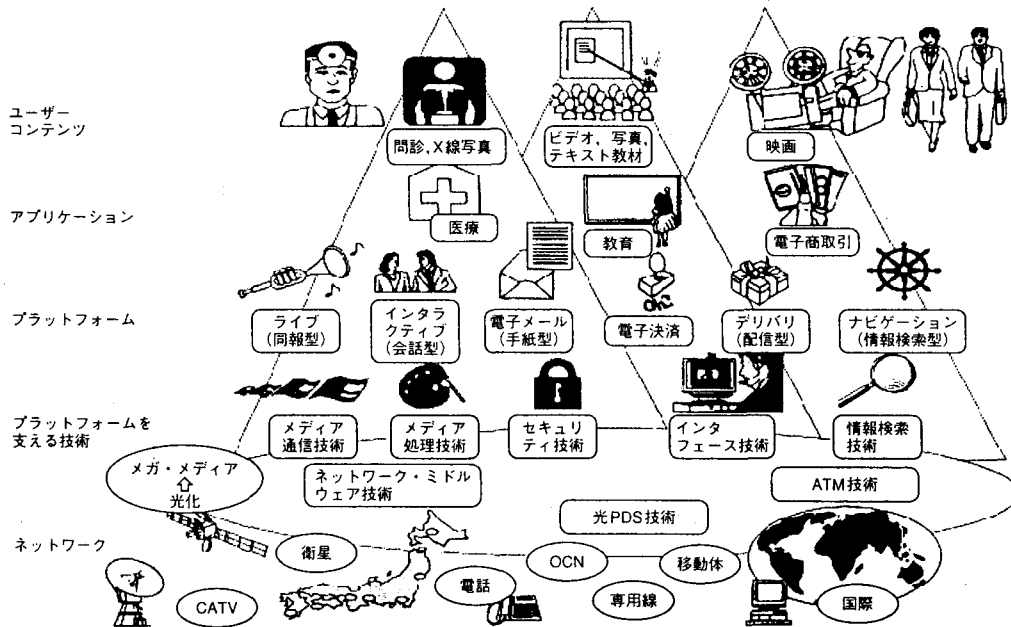 ユーザー
コンテンツ
問診,X線写真
ビデオ,写真,
テキスト教材
映画
アプリケーション
医療
教育
電子商取引
プラットフォーム
ライブ
(同報型)
インタラ
クティブ
(会話型)
電子メール
(手紙型)
電子決済
デリバリ
(配信型)
ナビゲーション
(情報検索型)
プラットフォームを
支える技術
メディア
通信技術
メディア
処理技術
セキュリ
ティ技術
インタ
フェース技術
情報検索
技術
メガ・メディア
⇧
光化
ネットワーク・ミドル
ウェア技術
ATM技術
光PDS技術
ネットワーク
衛星
OCN
移動体
CATV
電話
専用線
国際